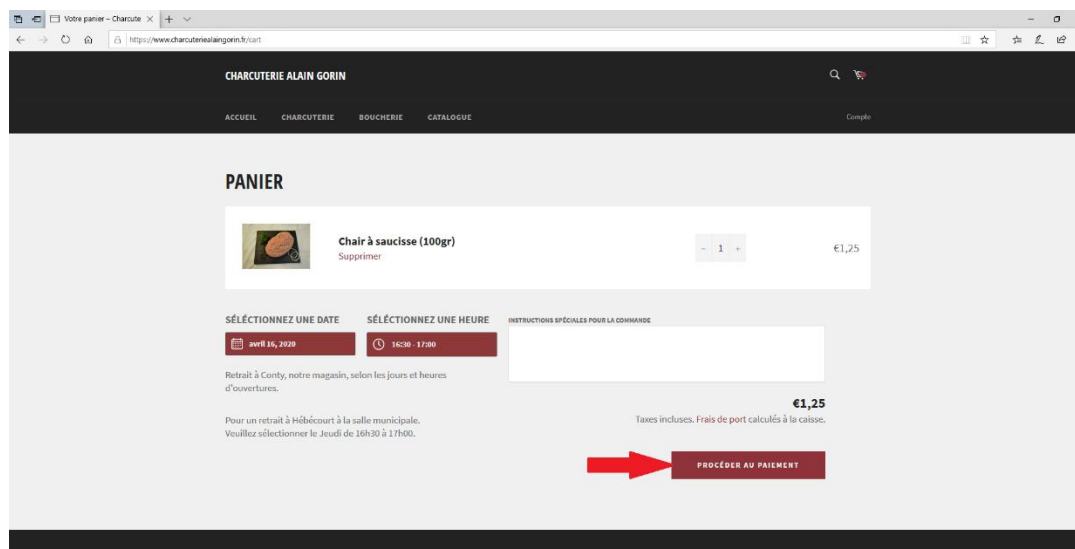 Votre panier – Charcute
https://www.charcuteriealaingorin.fr/cart
CHARCUTERIE ALAIN GORIN
ACCUEIL CHARCUTERIE BOUCHERIE CATALOGUE Compte
PANIER
Chair à saucisse (100gr)
Supprimer
- 1 +
€1,25
SÉLÉCTIONNEZ UNE DATE SÉLÉCTIONNEZ UNE HEURE INSTRUCTIONS SPÉCIALES POUR LA COMMANDE
avril 16, 2020 16:30 - 17:00
Retrait à Conty, notre magasin, selon les jours et heures
d'ouvertures.
Pour un retrait à Hébécourt à la salle municipale.
Veuillez sélectionner le Jeudi de 16h30 à 17h00.
€1,25
Taxes incluses. Frais de port calculés à la caisse.
PROCÉDER AU PAIEMENT